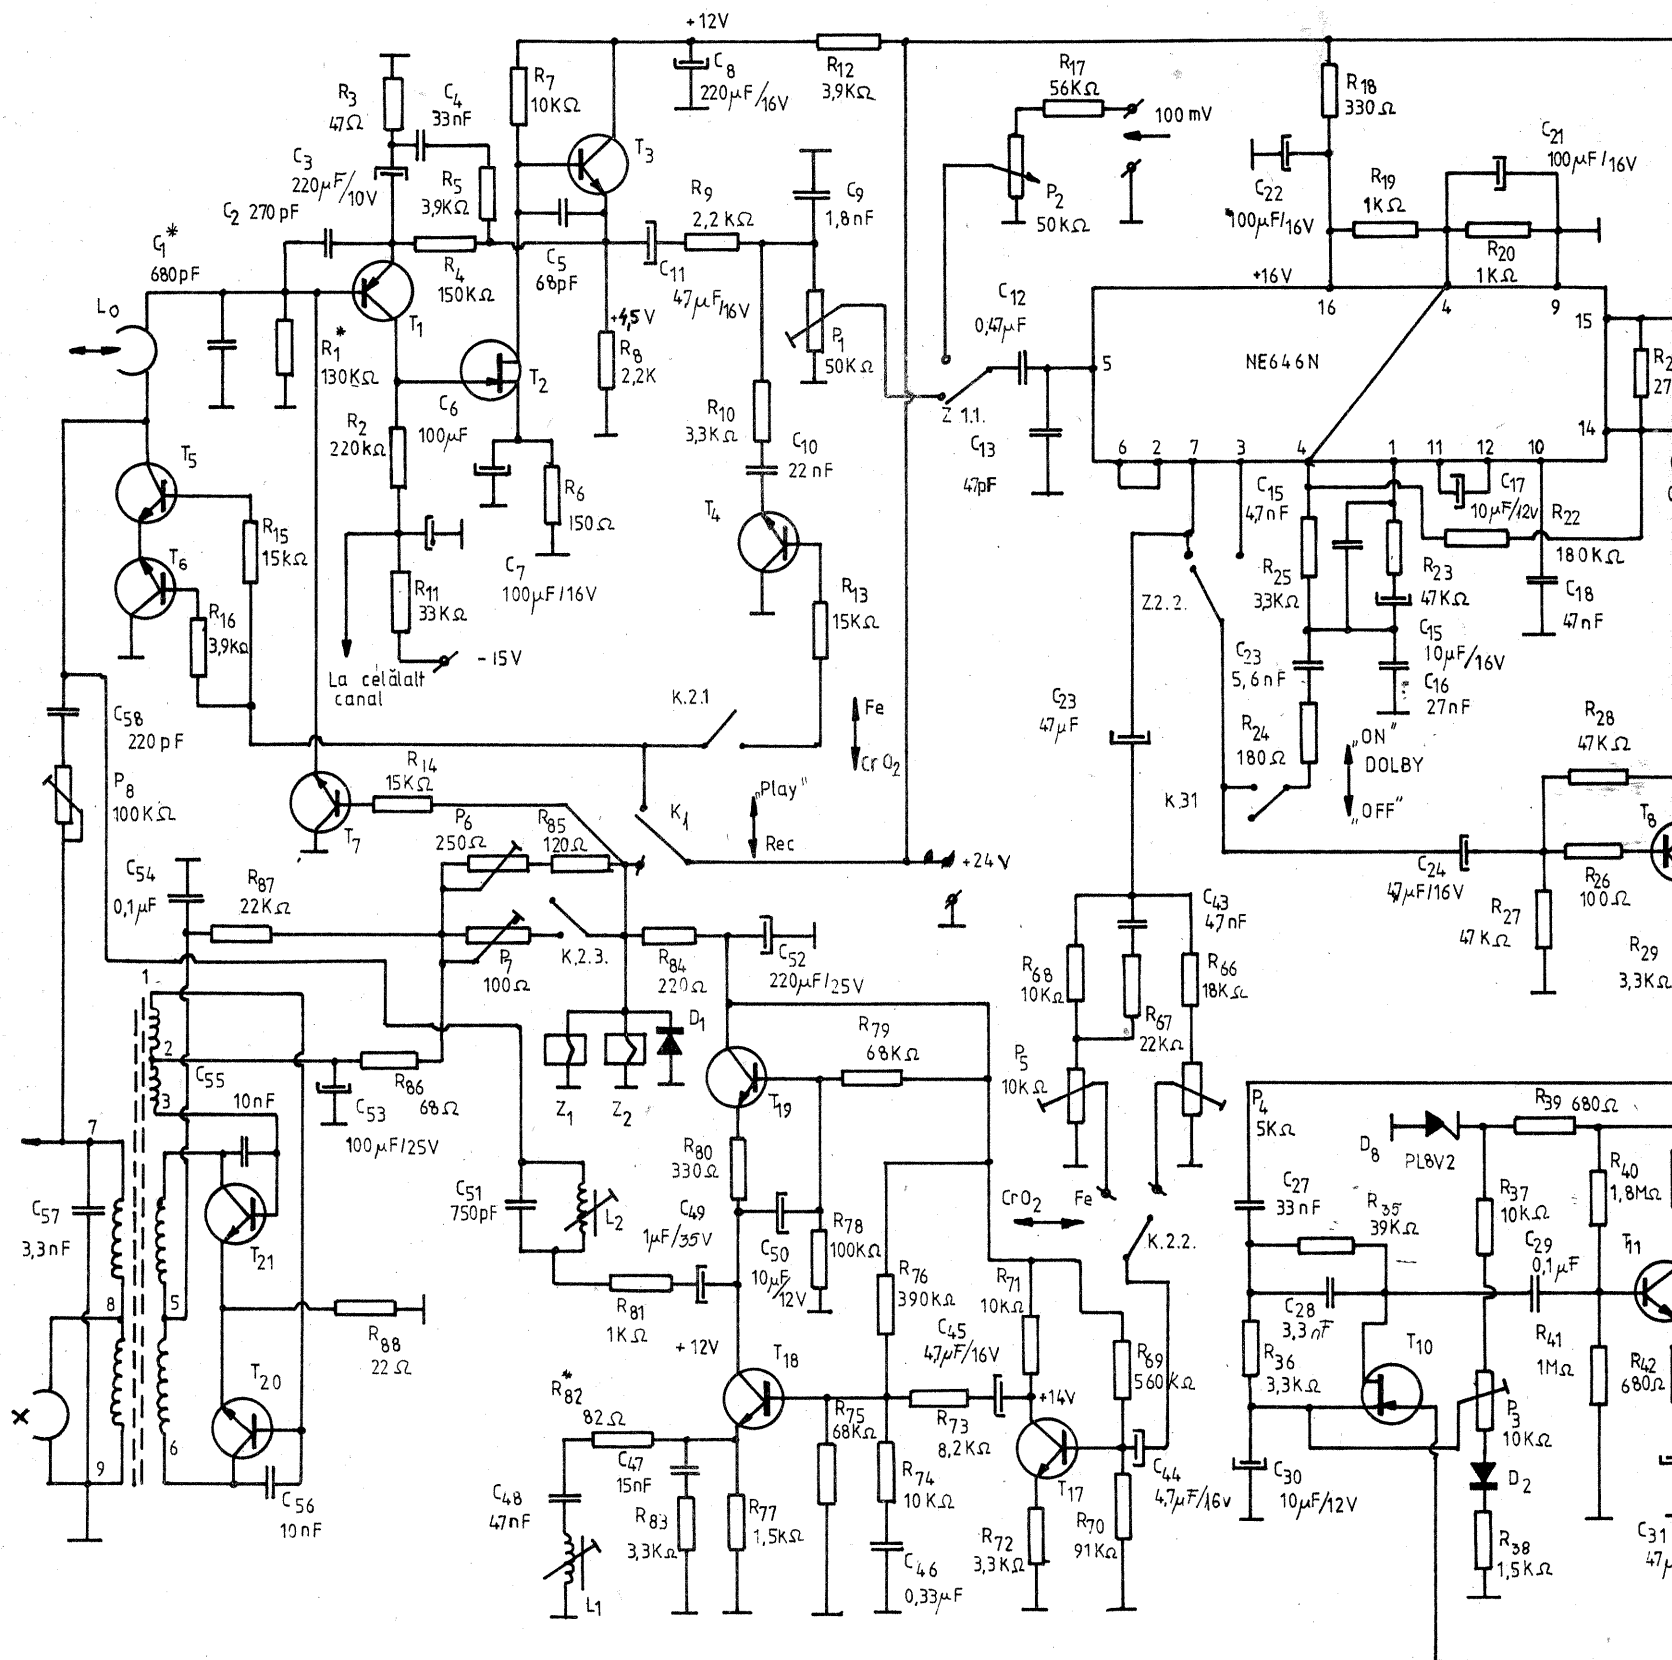 +12V
R7
10KΩ
C8
220µF/16V
R12
3,9KΩ
R17
56KΩ
100 mV
R18
330Ω
R3
47Ω
C4
33nF
T3
C3
220µF/10V
R5
3,9KΩ
R9
2,2 kΩ
C9
1,8nF
P2
50KΩ
C22
100µF/16V
R19
1KΩ
C21
100µF/16V
C2 270pF
C1*
680pF
R4
150KΩ
C5
68pF
C11
47µF/16V
R20
1KΩ
+16V
16
4
9
15
L0
T1
+4,5 V
R8
2,2K
P1
50KΩ
C12
0,47µF
5
NE646N
R1*
130KΩ
T2
C6
100µF
Z 1.1.
14
R2
220kΩ
R10
3,3KΩ
C10
22nF
C13
47pF
6
2
7
3
4
1
11
12
10
T5
R15
15kΩ
R6
150Ω
T4
C15
4,7nF
C17
10µF/12V
R22
180KΩ
T6
R16
3,9kΩ
R11
33KΩ
C7
100µF/16V
R13
15KΩ
Z.2.2.
R25
3,3KΩ
R23
47KΩ
C18
47nF
-15V
La celălalt
canal
C15
10µF/16V
C23
5,6nF
C16
27nF
K.2.1
Fe
CrO2
C23
47µF
C58
220pF
R24
180Ω
„ON"
DOLBY
„OFF"
R28
47KΩ
R14
15KΩ
P8
100KΩ
T7
P6
250Ω
R85
120Ω
K1
„Play"
Rec
K.31
T8
+24V
C24
4,7µF/16V
R26
100Ω
C54
0,1µF
R87
22KΩ
P7
100Ω
K.2.3.
R84
220Ω
C52
220µF/25V
C43
4,7nF
R27
47KΩ
R29
3,3KΩ
R68
10KΩ
R66
18KΩ
R67
22KΩ
1
2
3
C55
10nF
R86
68Ω
C53
100µF/25V
D1
Z1
Z2
R79
68KΩ
T19
P5
10KΩ
P4
5KΩ
D8
PL8V2
R39 680Ω
7
C57
3,3nF
T21
C51
750pF
L2
R80
330Ω
C49
1µF/35V
C50
10µF/12V
R78
100KΩ
CrO2
Fe
K.2.2.
C27
33nF
R35
39KΩ
R37
10KΩ
R40
1,8MΩ
C29
0,1µF
T11
R81
1KΩ
R76
390KΩ
R71
10KΩ
C28
3,3nF
8
5
R88
22Ω
+12V
T18
C45
4,7µF/16V
R69
560KΩ
R36
3,3KΩ
T10
R41
1MΩ
R42
680Ω
T20
R82*
82Ω
+14V
R75
68KΩ
R73
8,2KΩ
P3
10KΩ
X
9
6
C56
10nF
C48
47nF
C47
15nF
R83
3,3KΩ
R77
1,5KΩ
R74
10KΩ
T17
C44
4,7µF/16V
C30
10µF/12V
D2
R72
3,3KΩ
R70
91KΩ
R38
1,5KΩ
C31
L1
C46
0,33µF